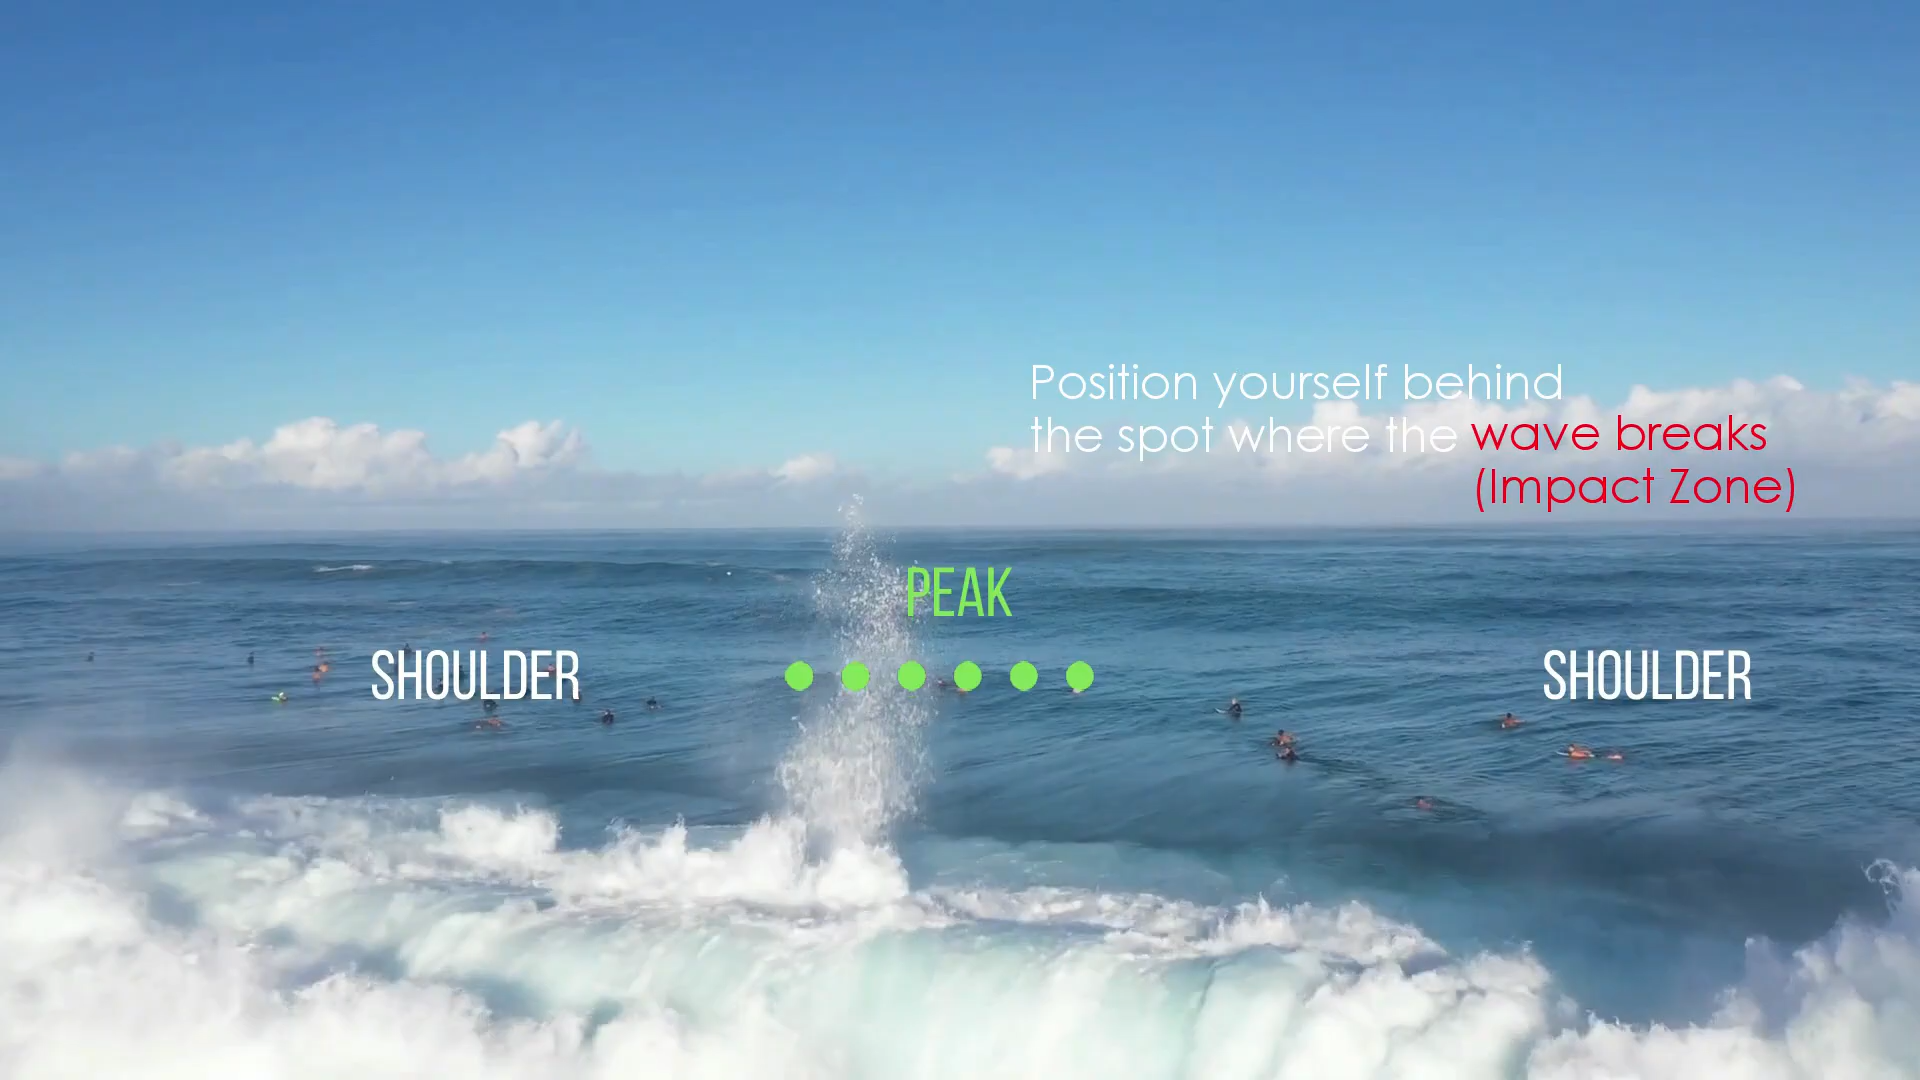 Position yourself behind
the spot where the wave breaks
(Impact Zone)
PEAK
SHOULDER
SHOULDER